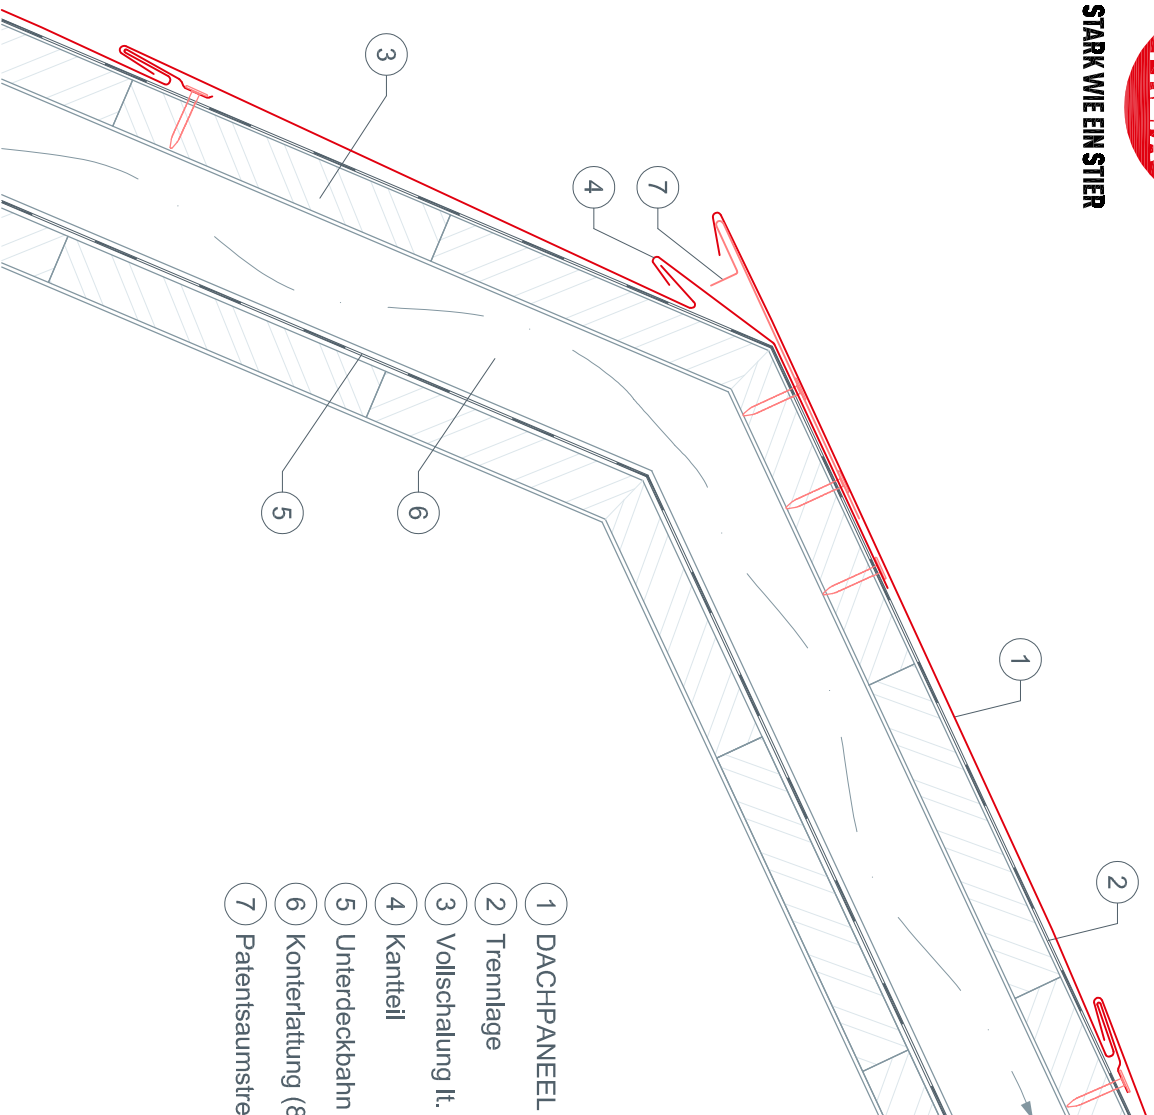 STARK WIE EIN STIER
3
4
7
1
2
5
6
1 DACHPANEEL
2 Trennlage
3 Vollschalung lt.
4 Kantteil
5 Unterdeckbahn
6 Konterlattung
7